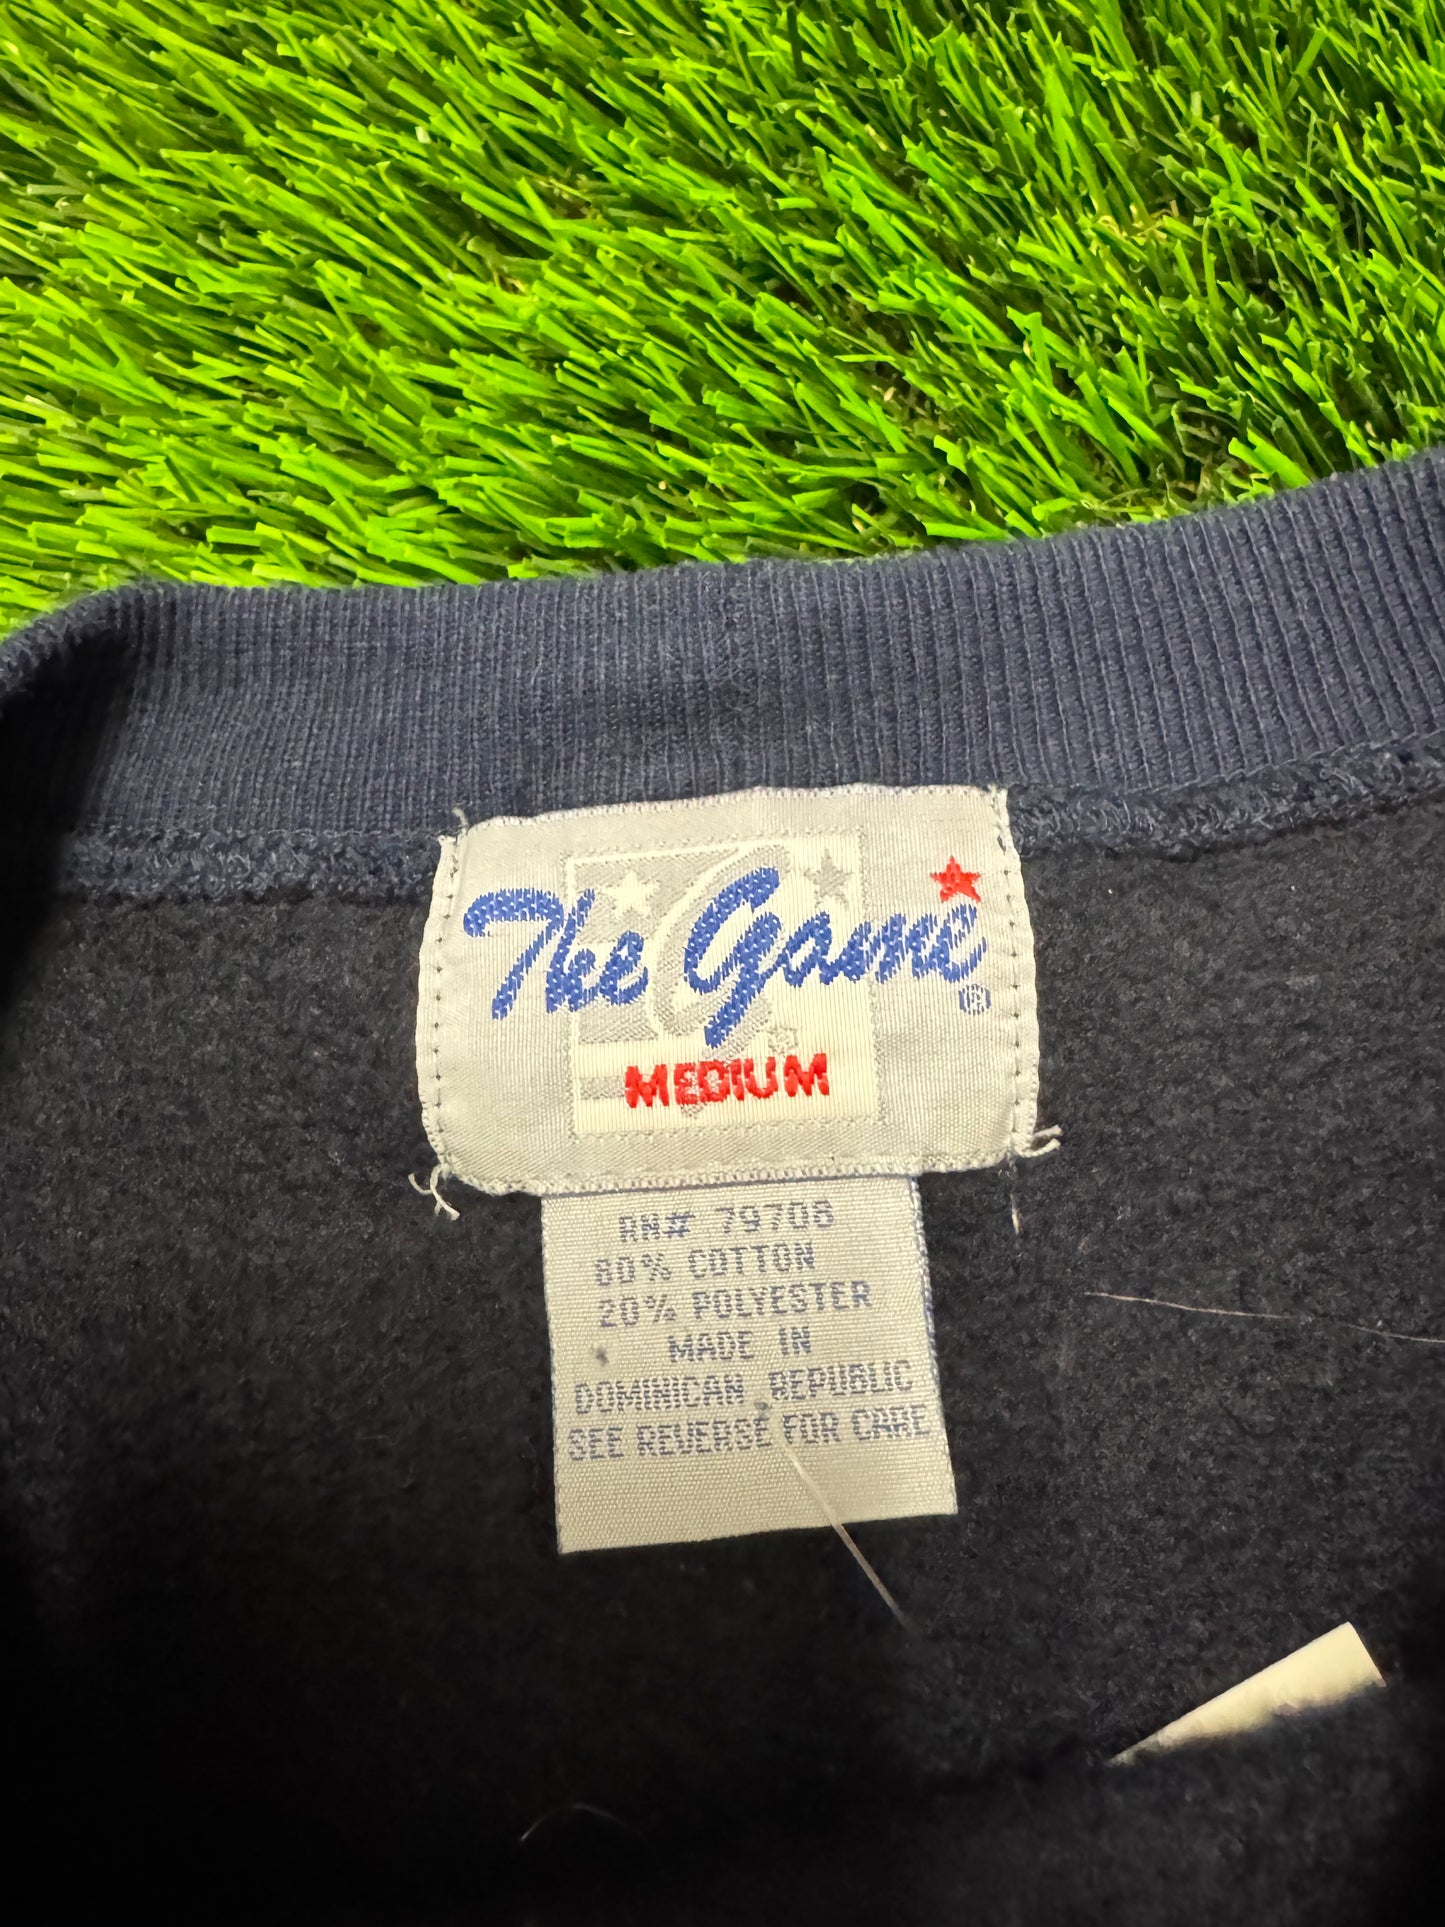 The Game ®
MEDIUM
RN# 79708
80% COTTON
20% POLYESTER
MADE IN
DOMINICAN REPUBLIC
SEE REVERSE FOR CARE